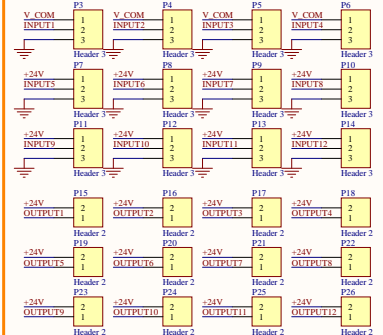 P3 P4 P5 P6
V_COM 1 V_COM 1 V_COM 1 V_COM 1
INPUT1 2 INPUT2 2 INPUT3 2 INPUT4 2
3 3 3 3
Header 3 Header 3 Header 3 Header 3
P7 P8 P9 P10
+24V 1 +24V 1 +24V 1 +24V 1
INPUT5 2 INPUT6 2 INPUT7 2 INPUT8 2
3 3 3 3
Header 3 Header 3 Header 3 Header 3
P11 P12 P13 P14
+24V 1 +24V 1 +24V 1 +24V 1
INPUT9 2 INPUT10 2 INPUT11 2 INPUT12 2
3 3 3 3
Header 3 Header 3 Header 3 Header 3
P15 P16 P17 P18
+24V 2 +24V 2 +24V 2 +24V 2
OUTPUT1 1 OUTPUT2 1 OUTPUT3 1 OUTPUT4 1
Header 2 Header 2 Header 2 Header 2
P19 P20 P21 P22
+24V 2 +24V 2 +24V 2 +24V 2
OUTPUT5 1 OUTPUT6 1 OUTPUT7 1 OUTPUT8 1
Header 2 Header 2 Header 2 Header 2
P23 P24 P25 P26
+24V 2 +24V 2 +24V 2 +24V 2
OUTPUT9 1 OUTPUT10 1 OUTPUT11 1 OUTPUT12 1
Header 2 Header 2 Header 2 Header 2